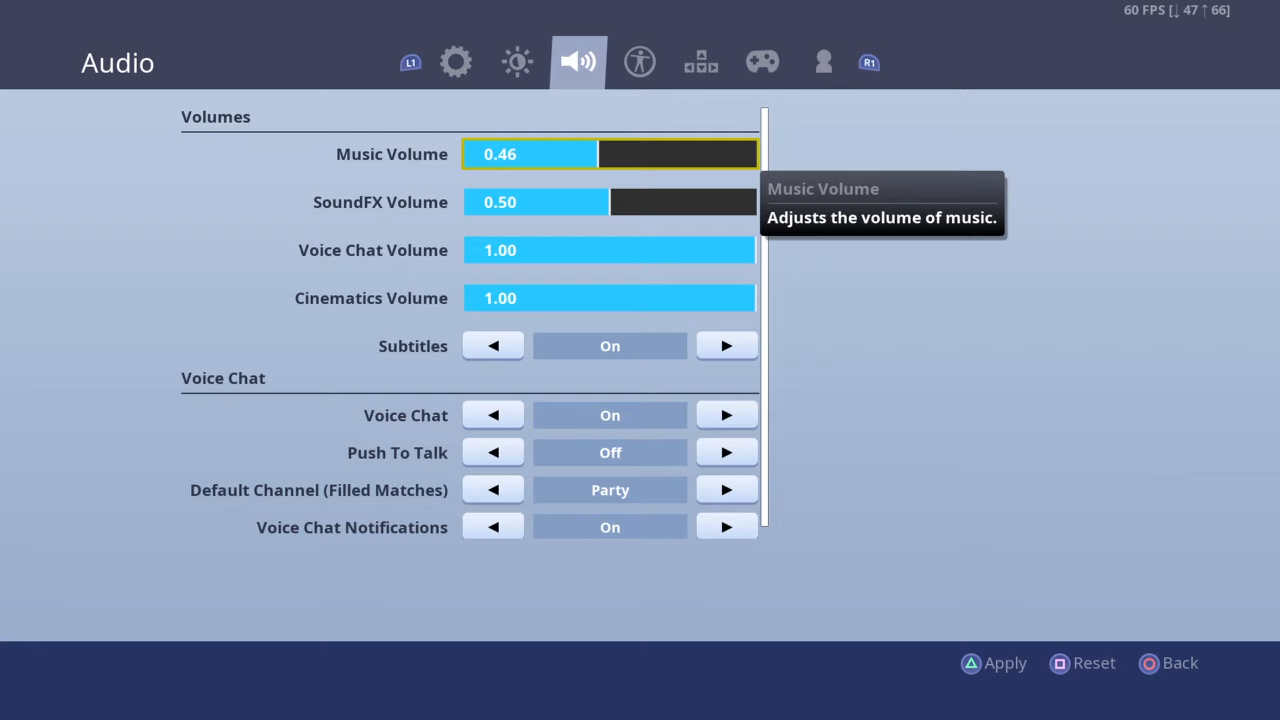 60 FPS [↓ 47 ↑ 66]
Audio
L1
R1
Volumes
Music Volume 0.46
Music Volume
SoundFX Volume 0.50
Adjusts the volume of music.
Voice Chat Volume 1.00
Cinematics Volume 1.00
Subtitles ◀ On ▶
Voice Chat
Voice Chat ◀ On ▶
Push To Talk ◀ Off ▶
Default Channel (Filled Matches) ◀ Party ▶
Voice Chat Notifications ◀ On ▶
Apply Reset Back